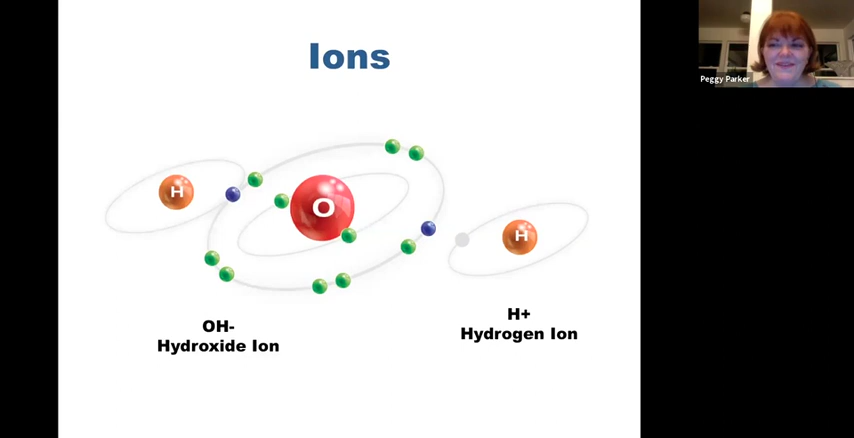 Ions
H
O
H
OH-
Hydroxide Ion
H+
Hydrogen Ion
Peggy Parker